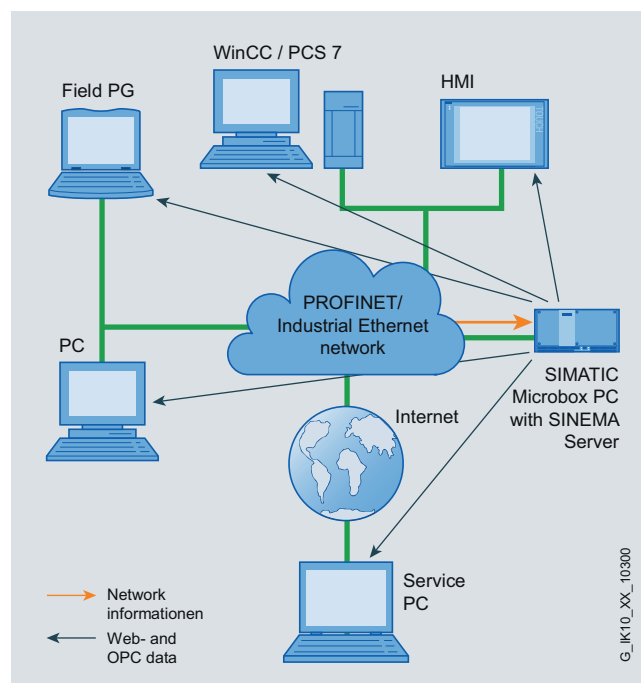 WinCC / PCS 7
Field PG
HMI
TOUCH
PROFINET/
Industrial Ethernet
network
PC
SIMATIC
Microbox PC
with SINEMA
Server
Internet
Service
PC
Network
informationen
Web- and
OPC data
G_IK10_XX_10300